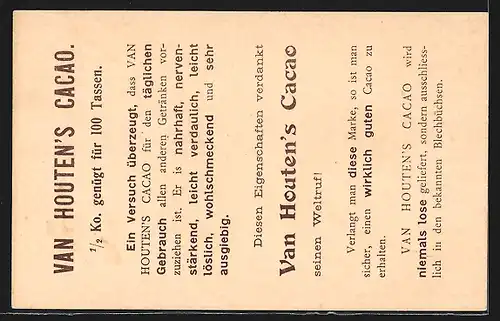 VAN HOUTEN'S CACAO.
1/2 Ko. genügt für 100 Tassen.
Ein Versuch überzeugt, dass VAN
HOUTEN'S CACAO für den täglichen
Gebrauch allen anderen Getränken vor-
zuziehen ist. Er is nahrhaft, nerven-
stärkend, leicht verdaulich, leicht
löslich, wohlschmeckend und sehr
ausgiebig.
Diesen Eigenschaften verdankt
Van Houten's Cacao
seinen Weltruf!
Verlangt man diese Marke, so ist man
sicher, einen wirklich guten Cacao zu
erhalten.
VAN HOUTEN'S CACAO wird
niemals lose geliefert, sondern ausschliess-
lich in den bekannten Blechbüchsen.